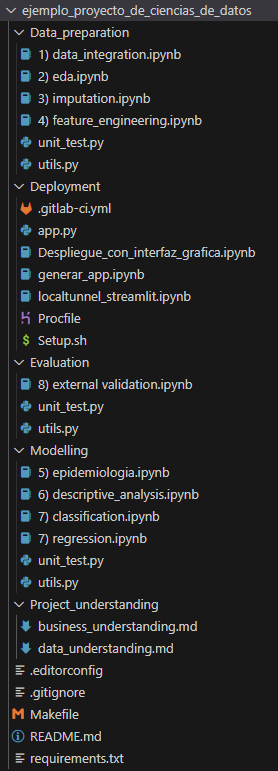 ejemplo_proyecto_de_ciencias_de_datos
Data_preparation
1) data_integration.ipynb
2) eda.ipynb
3) imputation.ipynb
4) feature_engineering.ipynb
unit_test.py
utils.py
Deployment
.gitlab-ci.yml
app.py
Despliegue_con_interfaz_grafica.ipynb
generar_app.ipynb
localtunnel_streamlit.ipynb
Procfile
Setup.sh
Evaluation
8) external validation.ipynb
unit_test.py
utils.py
Modelling
5) epidemiologia.ipynb
6) descriptive_analysis.ipynb
7) classification.ipynb
7) regression.ipynb
unit_test.py
utils.py
Project_understanding
business_understanding.md
data_understanding.md
.editorconfig
.gitignore
Makefile
README.md
requirements.txt